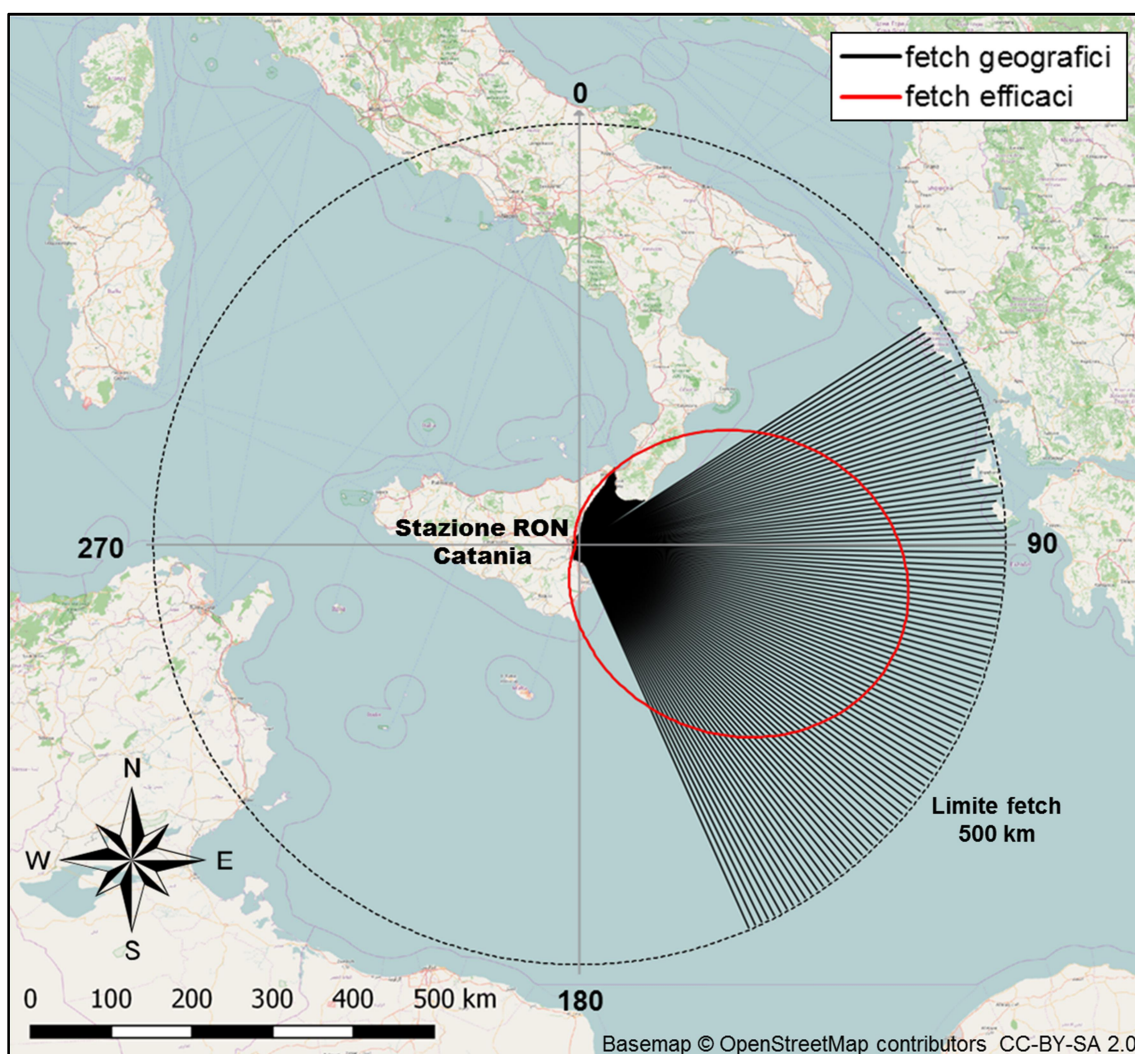 fetch geografici
fetch efficaci
0
Stazione RON
Catania
270
90
Limite fetch
500 km
N
W
E
S
0
100
200
300
400
500 km
180
Basemap © OpenStreetMap contributors CC-BY-SA 2.0